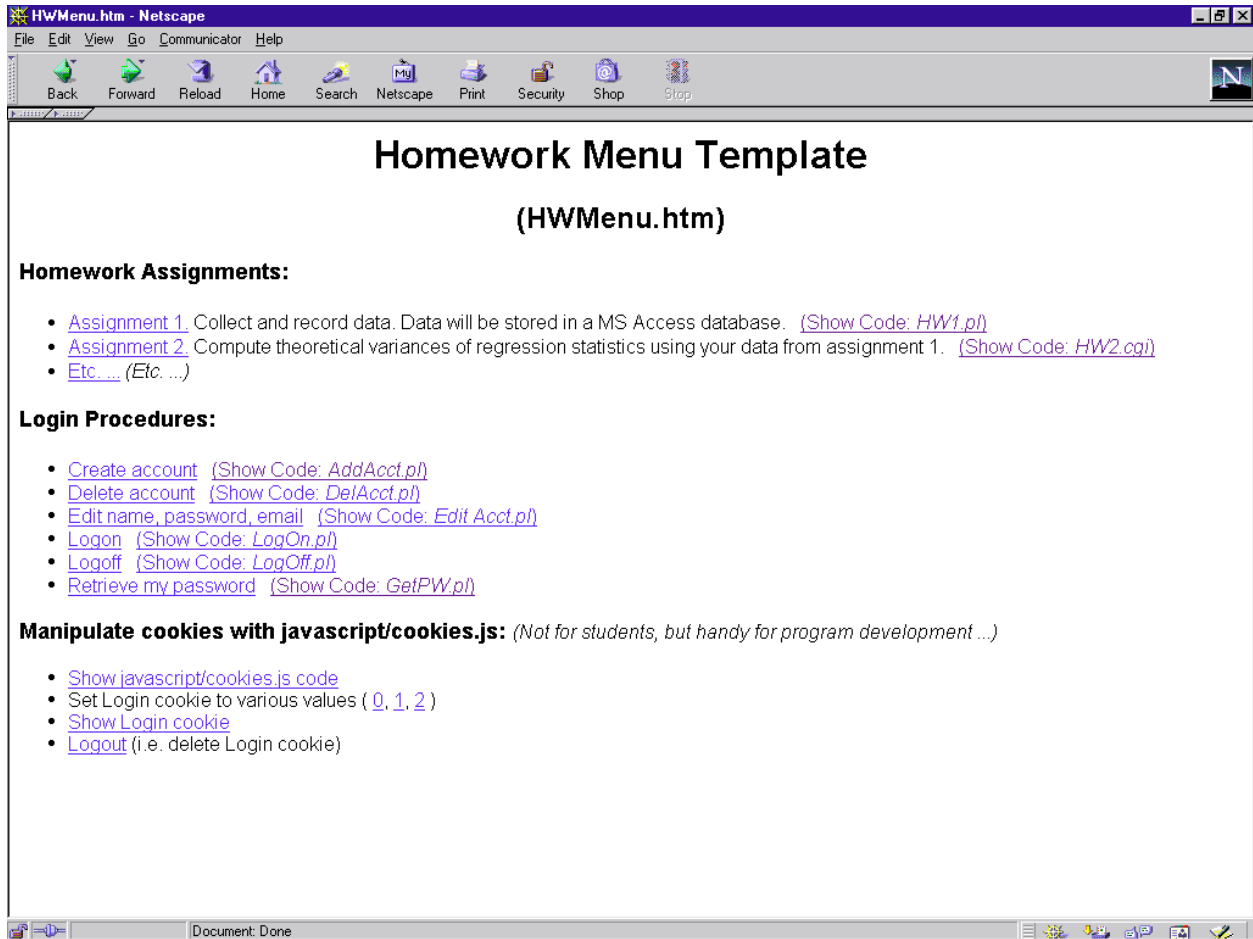 HWMenu.htm - Netscape
File Edit View Go Communicator Help
Back Forward Reload Home Search Netscape Print Security Shop Stop
My
N
Homework Menu Template
(HWMenu.htm)
Homework Assignments:
• Assignment 1. Collect and record data. Data will be stored in a MS Access database. (Show Code: HW1.pl)
• Assignment 2. Compute theoretical variances of regression statistics using your data from assignment 1. (Show Code: HW2.cgi)
• Etc. ... (Etc. ...)
Login Procedures:
• Create account (Show Code: AddAcct.pl)
• Delete account (Show Code: DelAcct.pl)
• Edit name, password, email (Show Code: Edit Acct.pl)
• Logon (Show Code: LogOn.pl)
• Logoff (Show Code: LogOff.pl)
• Retrieve my password (Show Code: GetPW.pl)
Manipulate cookies with javascript/cookies.js: (Not for students, but handy for program development ...)
• Show javascript/cookies.js code
• Set Login cookie to various values ( 0, 1, 2 )
• Show Login cookie
• Logout (i.e. delete Login cookie)
Document: Done